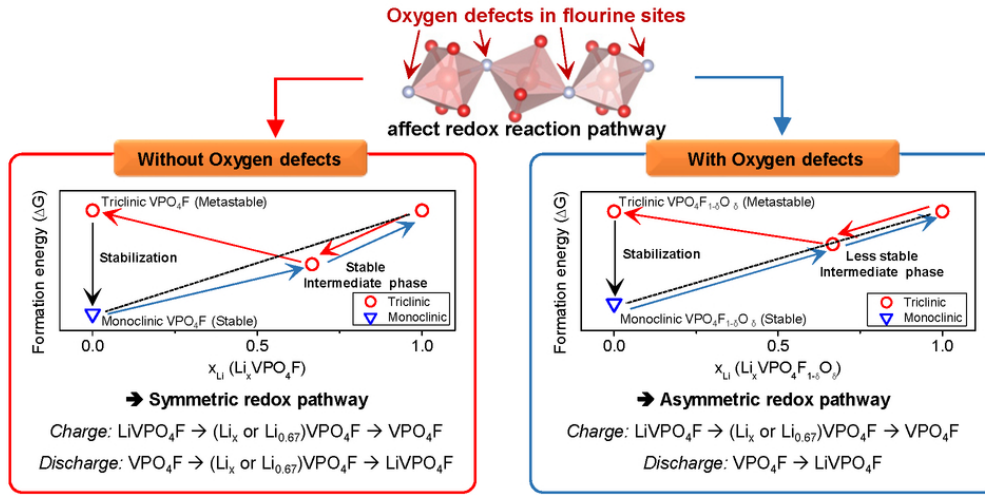 Oxygen defects in flourine sites
affect redox reaction pathway
Without Oxygen defects
Formation energy (ΔG)
Triclinic VPO₄F (Metastable)
Stabilization
Stable
Intermediate phase
Triclinic
Monoclinic
Monoclinic VPO₄F (Stable)
0.0 0.5 1.0
x_Li (LiₓVPO₄F)
➔ Symmetric redox pathway
Charge: LiVPO₄F → (Liₓ or Li₀.₆₇)VPO₄F → VPO₄F
Discharge: VPO₄F → (Liₓ or Li₀.₆₇)VPO₄F → LiVPO₄F
With Oxygen defects
Formation energy (ΔG)
Triclinic VPO₄F₁₋δOδ (Metastable)
Stabilization
Less stable
Intermediate phase
Triclinic
Monoclinic
Monoclinic VPO₄F₁₋δOδ (Stable)
0.0 0.5 1.0
x_Li (LiₓVPO₄F₁₋δOδ)
➔ Asymmetric redox pathway
Charge: LiVPO₄F → (Liₓ or Li₀.₆₇)VPO₄F → VPO₄F
Discharge: VPO₄F → LiVPO₄F